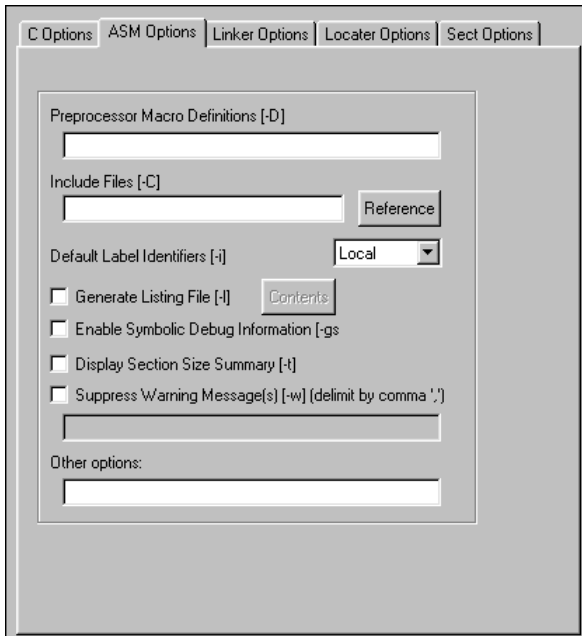 C Options ASM Options Linker Options Locater Options Sect Options
Preprocessor Macro Definitions [-D]
Include Files [-C]
Reference
Default Label Identifiers [-i] Local
Generate Listing File [-l] Contents
Enable Symbolic Debug Information [-gs
Display Section Size Summary [-t]
Suppress Warning Message(s) [-w] (delimit by comma ',')
Other options: